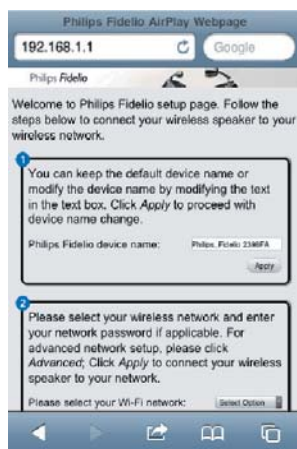 Philips Fidelio AirPlay Webpage
192.168.1.1
Google
Philips Fidelio
Welcome to Philips Fidelio setup page. Follow the
steps below to connect your wireless speaker to your
wireless network.
1
You can keep the default device name or
modify the device name by modifying the text
in the text box. Click Apply to proceed with
device name change.
Philips Fidelio device name:
Philips_Fidelio
Apply
2
Please select your wireless network and enter
your network password if applicable. For
advanced network setup, please click
Advanced; Click Apply to connect your wireless
speaker to your network.
Please select your Wi-Fi network:
Select Option